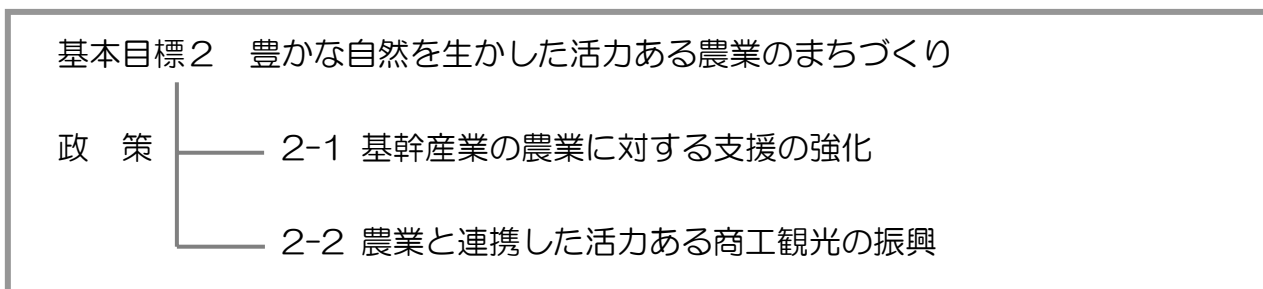 基本目標２　豊かな自然を生かした活力ある農業のまちづくり
政　策　2-1 基幹産業の農業に対する支援の強化
2-2 農業と連携した活力ある商工観光の振興